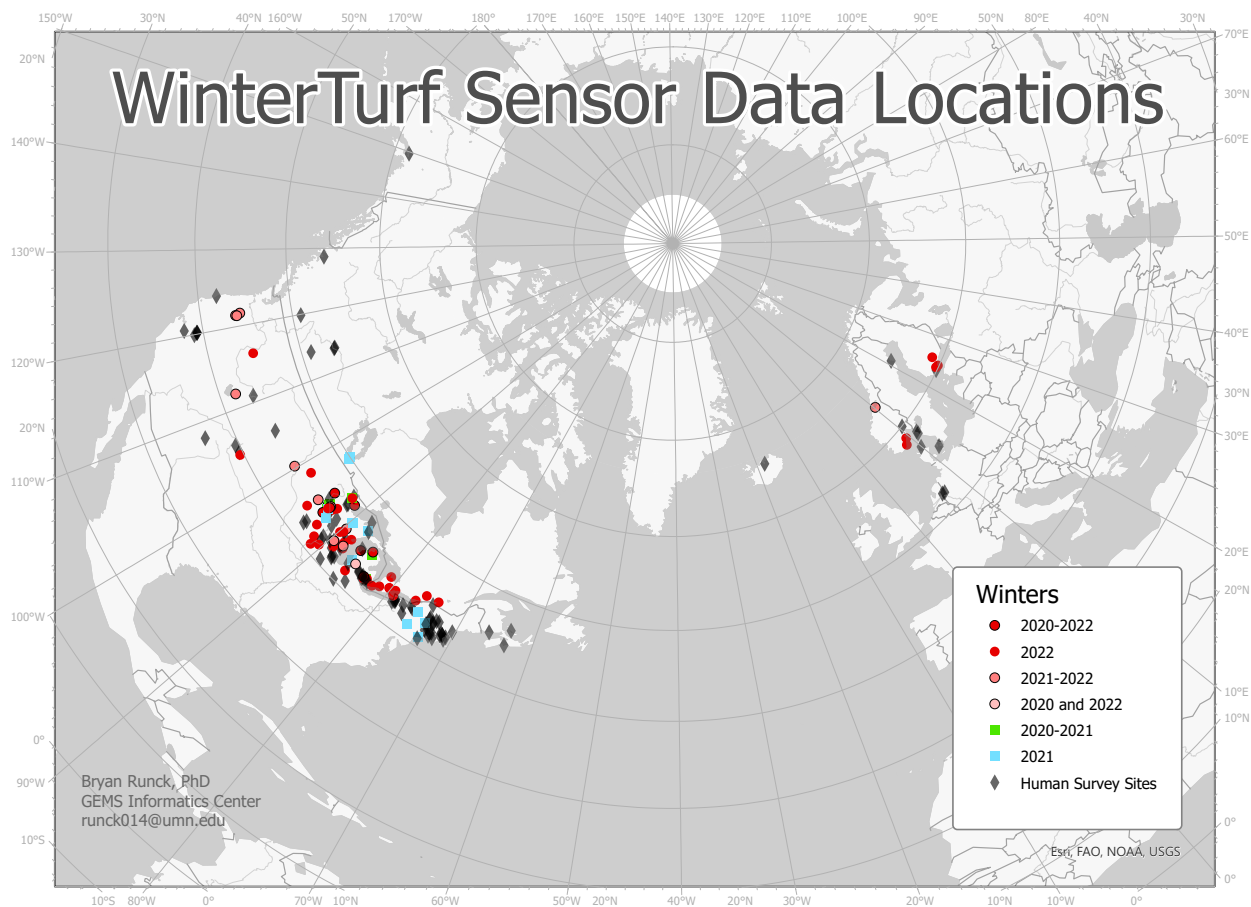 150°W 30°N 40°N 160°W 50°N 170°W 180° 170°E 160°E 150°E 140°E 130°E 120°E 110°E 100°E 90°E 50°N 80°E 40°N 30°N
20°N
140°W
130°W
120°W
20°N
110°W
100°W
0°
90°W
10°S
70°E
30°N
60°E
50°E
40°E
30°N
30°E
20°N
20°E
10°E
10°N
0°
0°
WinterTurf Sensor Data Locations
Winters
2020-2022
2022
2021-2022
2020 and 2022
2020-2021
2021
Human Survey Sites
Bryan Runck, PhD
GEMS Informatics Center
runck014@umn.edu
Esri, FAO, NOAA, USGS
10°S 80°W 0° 70°W 10°N 60°W 50°W 20°N 40°W 30°W 20°W 10°N 10°W 0°